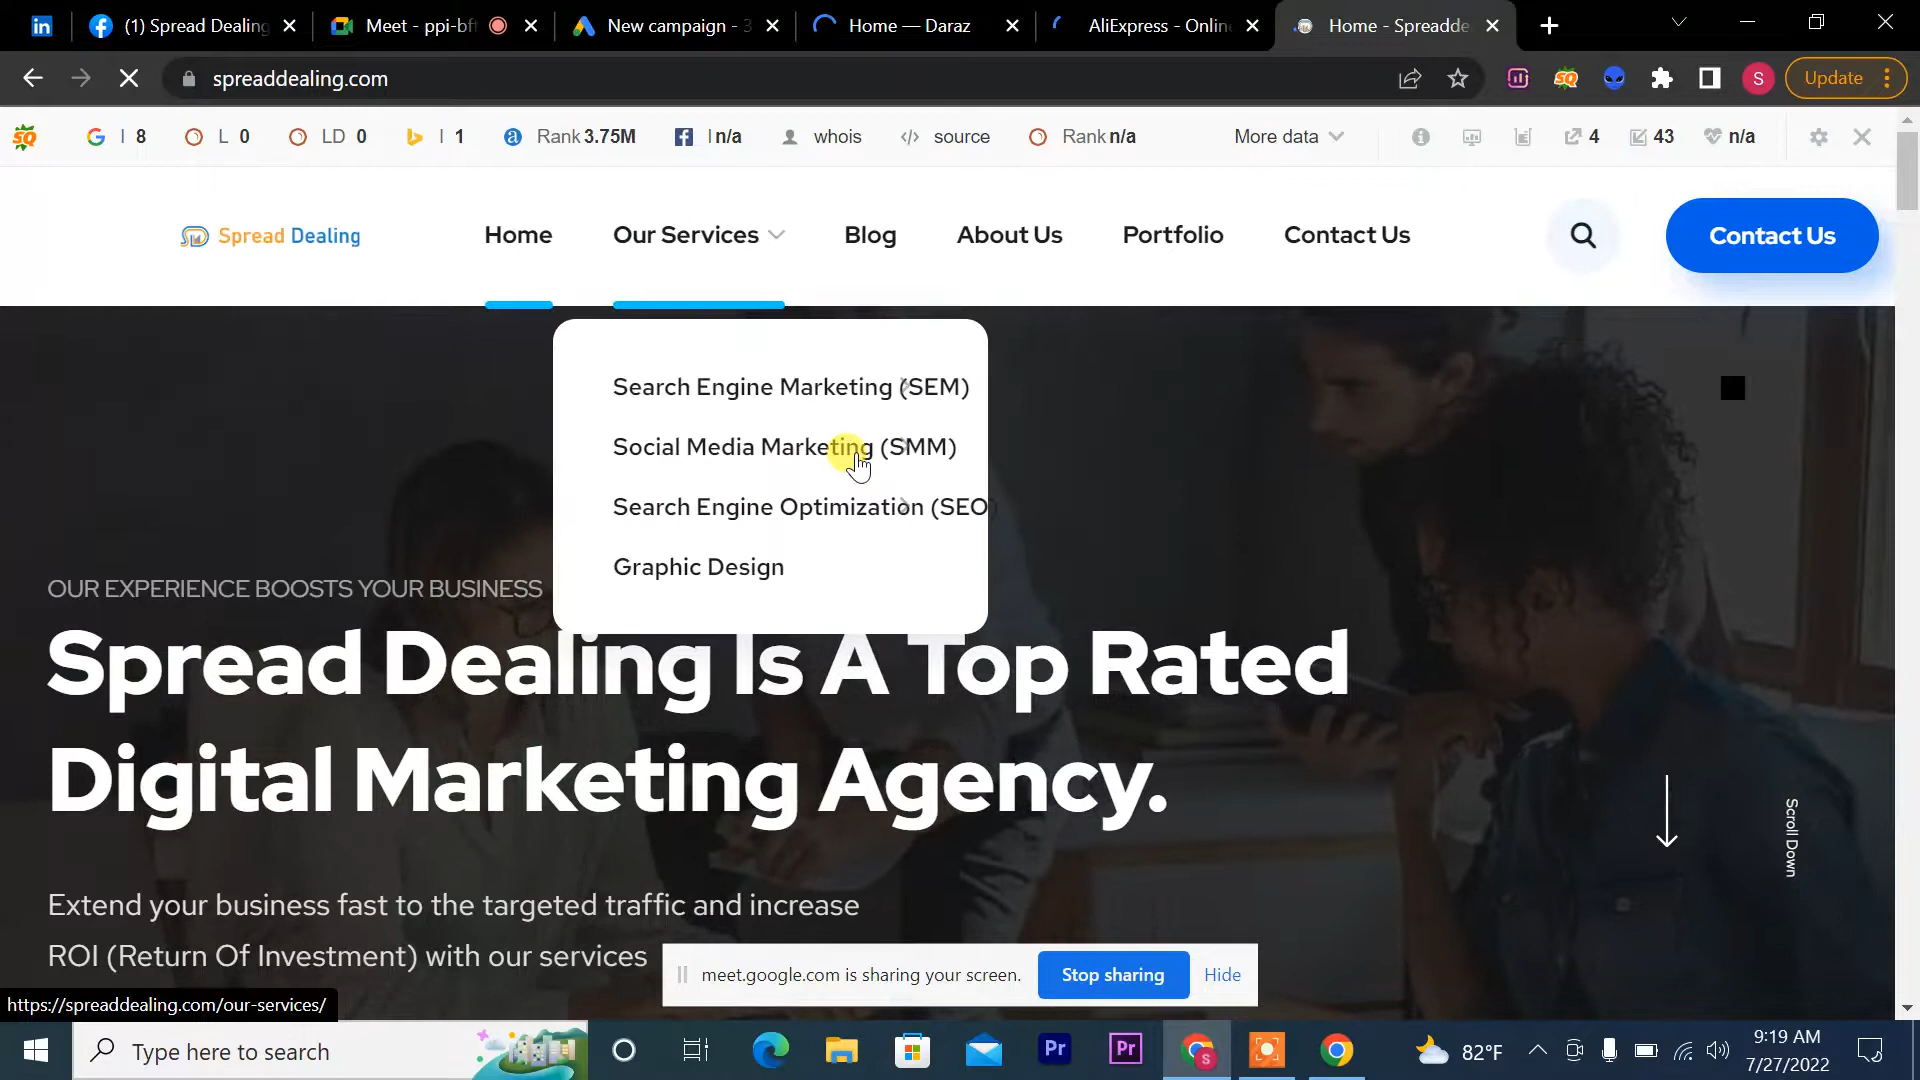 (1) Spread Dealing
Meet - ppi-bf
New campaign - 3
Home — Daraz
AliExpress - Onlin
Home - Spreadde
spreaddealing.com
S
Update
I 8
L 0
LD 0
I 1
Rank 3.75M
I n/a
whois
source
Rank n/a
More data
4
43
n/a
Spread Dealing
Home
Our Services
Blog
About Us
Portfolio
Contact Us
Contact Us
Search Engine Marketing (SEM)
Social Media Marketing (SMM)
Search Engine Optimization (SEO)
Graphic Design
OUR EXPERIENCE BOOSTS YOUR BUSINESS
Spread Dealing Is A Top Rated
Digital Marketing Agency.
Extend your business fast to the targeted traffic and increase
ROI (Return Of Investment) with our services
Scroll Down
meet.google.com is sharing your screen.
Stop sharing
Hide
https://spreaddealing.com/our-services/
Type here to search
Pr
Pr
82°F
9:19 AM
7/27/2022